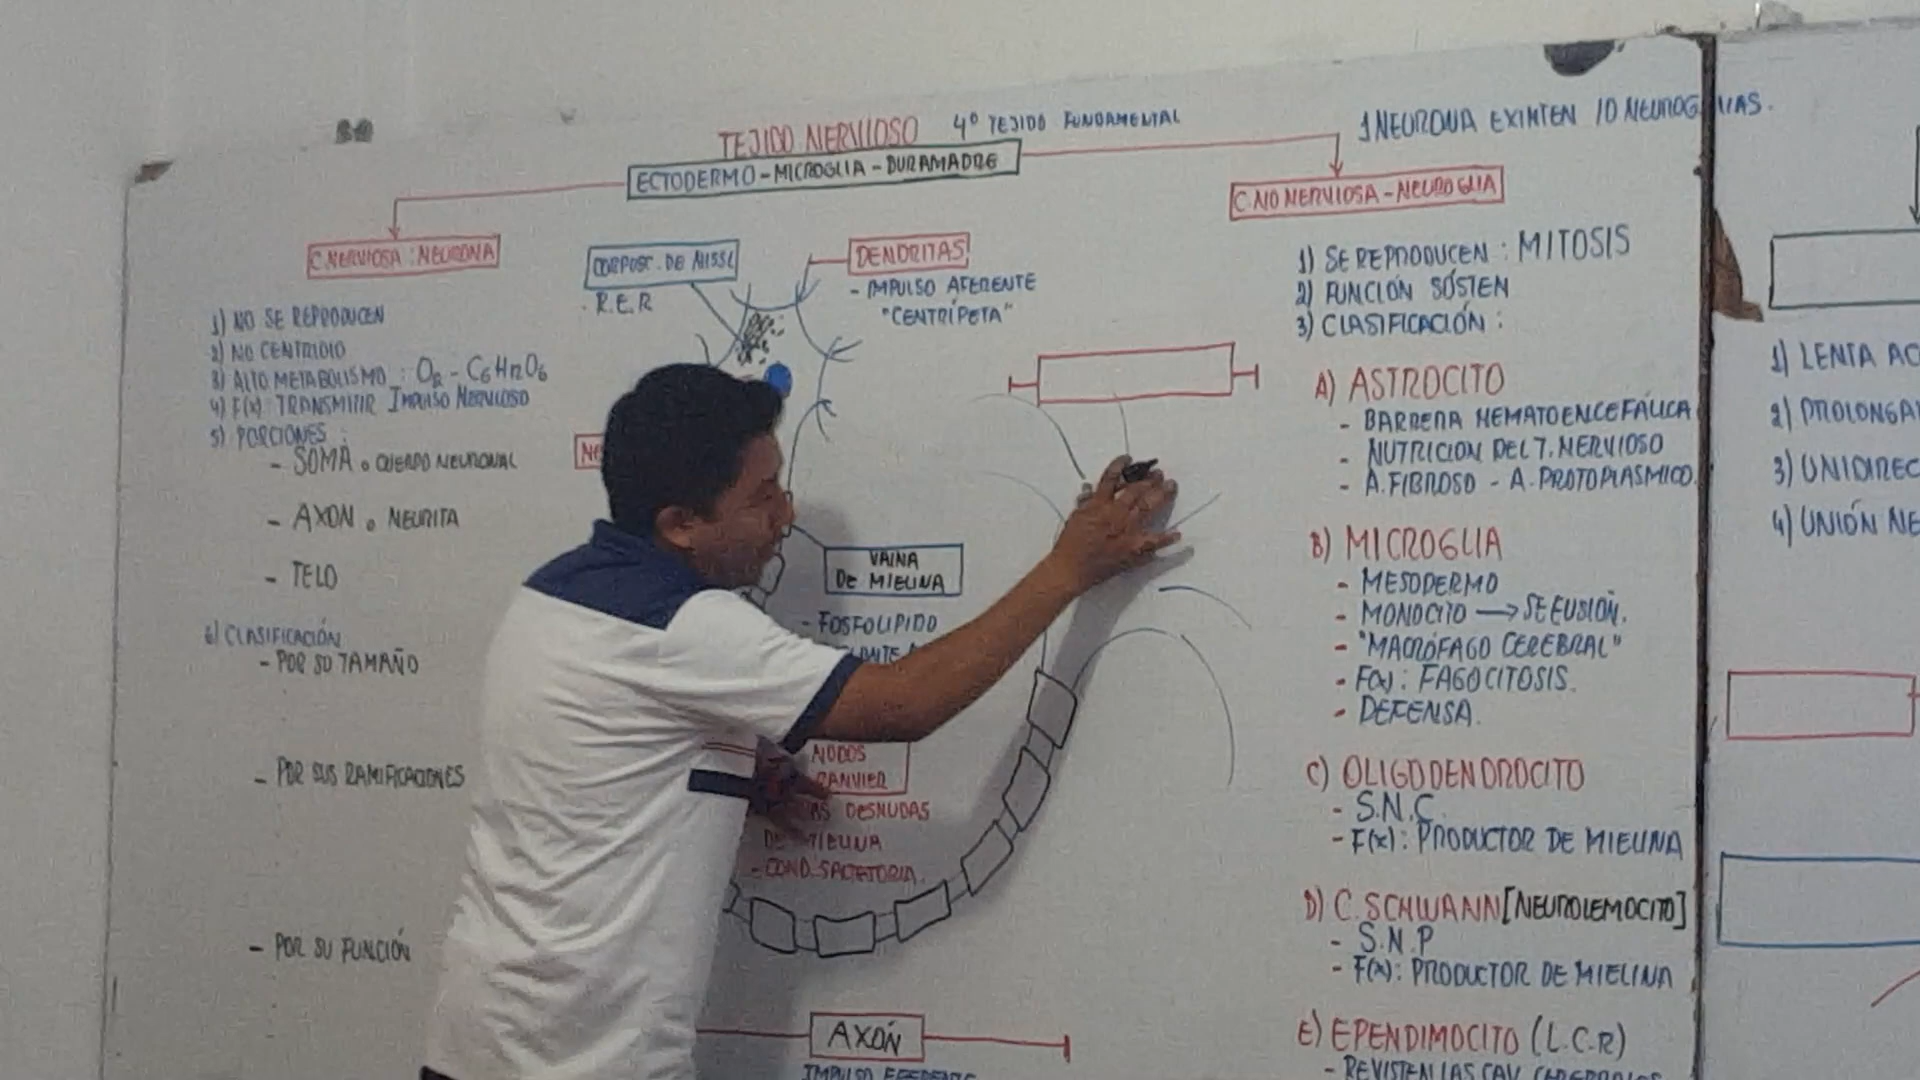 TEJIDO NERVIOSO 4º TEJIDO FUNDAMENTAL
ECTODERMO - MICROGLIA - DURAMADRE
1 NEURONA EXINTEN 10 NEUROGLIAS.
C. NERVIOSA : NEURONA
1) NO SE REPRODUCEN
2) NO CENTRIOIO
3) ALTO METABOLISMO : O2 - C6H12O6
4) F(x): TRANSMITIR IMPULSO NERVIOSO
5) PORCIONES :
- SOMA o CUERPO NEURONAL
- AXON o NEURITA
- TELO
6) CLASIFICACIÓN
- POR SU TAMAÑO
- POR SUS RAMIFICACIONES
- POR SU FUNCIÓN
CORPUSC. DE NISSL
- R.E.R
DENDRITAS
- IMPULSO AFERENTE
"CENTRÍPETA"
VAINA
DE MIELINA
- FOSFOLIPIDO
NODOS
RANVIER
DESNUDAS
DE MIELINA
- COND. SALTATORIA.
AXÓN
IMPULSO EFERENTE
C. NO NERVIOSA - NEUROGLIA
1) SE REPRODUCEN : MITOSIS
2) FUNCIÓN SÓSTEN
3) CLASIFICACIÓN :
A) ASTROCITO
- BARRERA HEMATOENCEFÁLICA
- NUTRICION DEL T. NERVIOSO
- A. FIBROSO - A. PROTOPLASMICO.
B) MICROGLIA
- MESODERMO
- MONOCITO → SE FUSIÓN.
- "MACRÓFAGO CEREBRAL"
- F(x) : FAGOCITOSIS.
- DEFENSA.
C) OLIGODENDROCITO
- S.N.C.
- F(x) : PRODUCTOR DE MIELINA
D) C. SCHWANN [NEUROLEMOCITO]
- S.N.P
- F(x) : PRODUCTOR DE MIELINA
E) EPENDIMOCITO (L.C.R)
- REVISTEN LAS CAV. CEREBRALES
1) LENTA AC
2) PROLONGA
3) UNIDIREC
4) UNIÓN NE